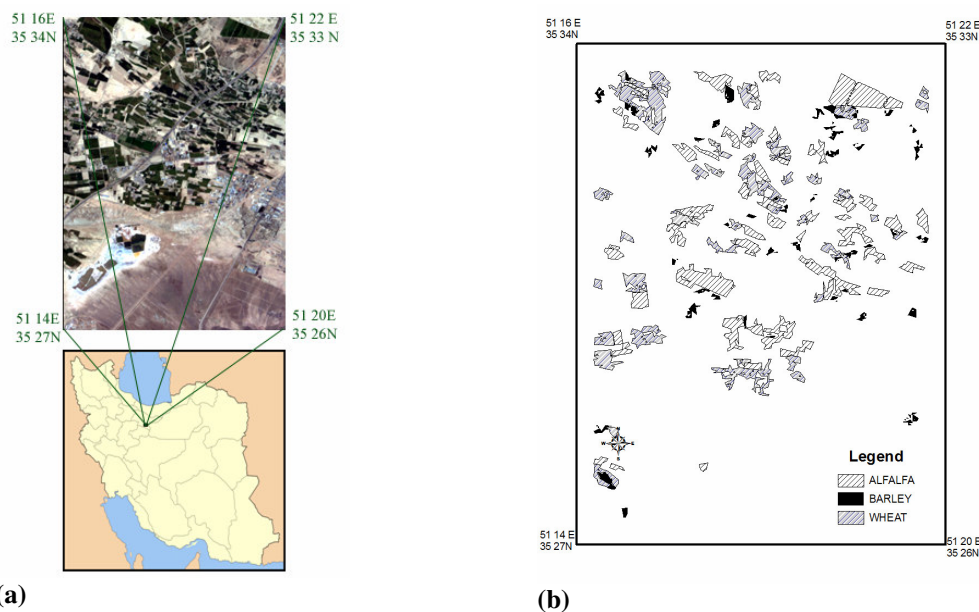 51 16E
35 34N
51 22 E
35 33 N
51 14E
35 27N
51 20E
35 26N
(a)
51 16 E
35 34N
51 22 E
35 33N
N
W
E
S
Legend
ALFALFA
BARLEY
WHEAT
51 14 E
35 27N
51 20 E
35 26N
(b)